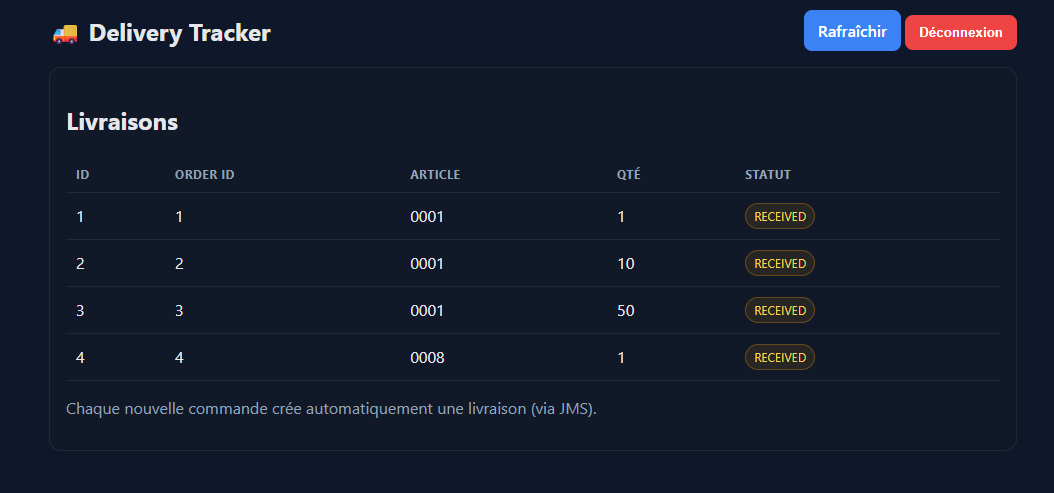 🚚 Delivery Tracker Rafraîchir Déconnexion
Livraisons
ID ORDER ID ARTICLE QTÉ STATUT
1 1 0001 1 RECEIVED
2 2 0001 10 RECEIVED
3 3 0001 50 RECEIVED
4 4 0008 1 RECEIVED
Chaque nouvelle commande crée automatiquement une livraison (via JMS).